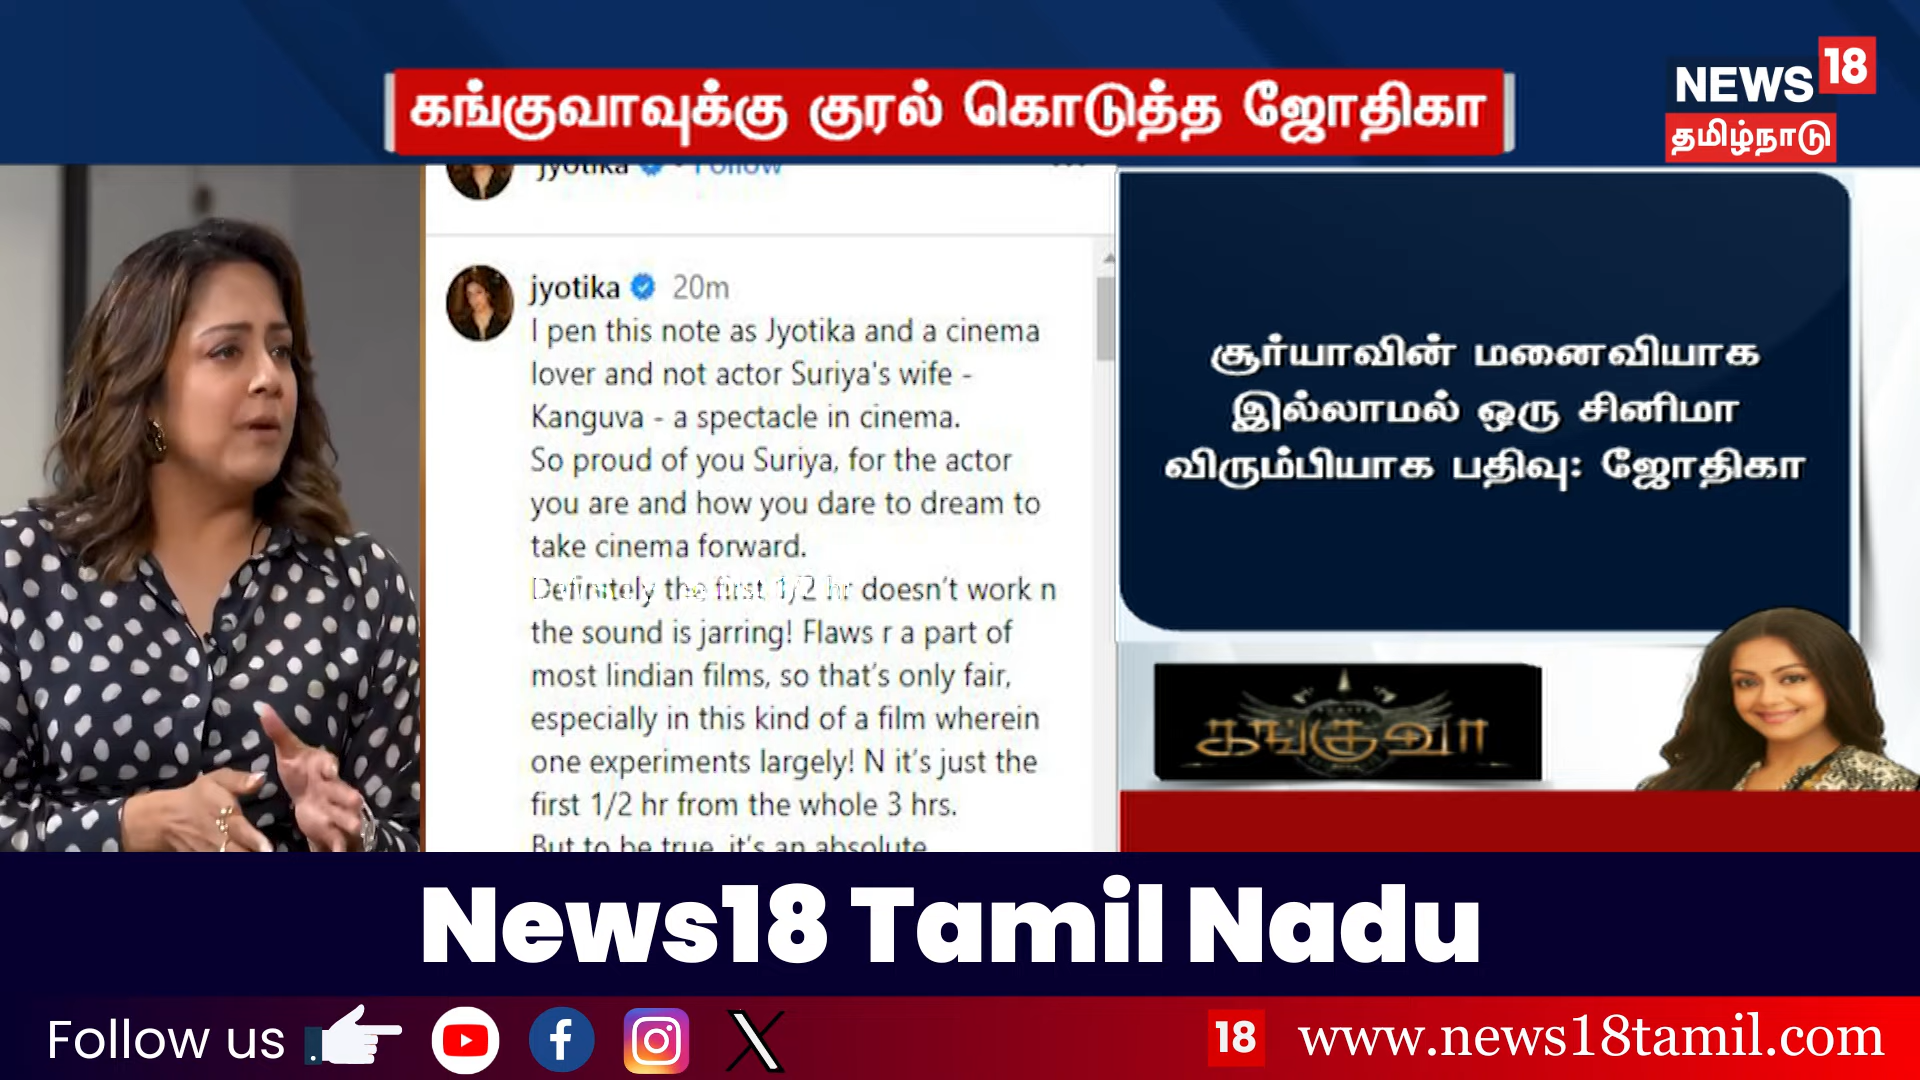 கங்குவாவுக்கு குரல் கொடுத்த ஜோதிகா
NEWS 18
தமிழ்நாடு
jyotika Follow
jyotika 20m
I pen this note as Jyotika and a cinema
lover and not actor Suriya's wife -
Kanguva - a spectacle in cinema.
So proud of you Suriya, for the actor
you are and how you dare to dream to
take cinema forward.
Definitely the first 1/2 hr doesn't work n
the sound is jarring! Flaws r a part of
most lindian films, so that's only fair,
especially in this kind of a film wherein
one experiments largely! N it's just the
first 1/2 hr from the whole 3 hrs.
But to be true, it's an absolute
சூர்யாவின் மனைவியாக
இல்லாமல் ஒரு சினிமா
விரும்பியாக பதிவு: ஜோதிகா
கங்குவா
News18 Tamil Nadu
Follow us
18 www.news18tamil.com